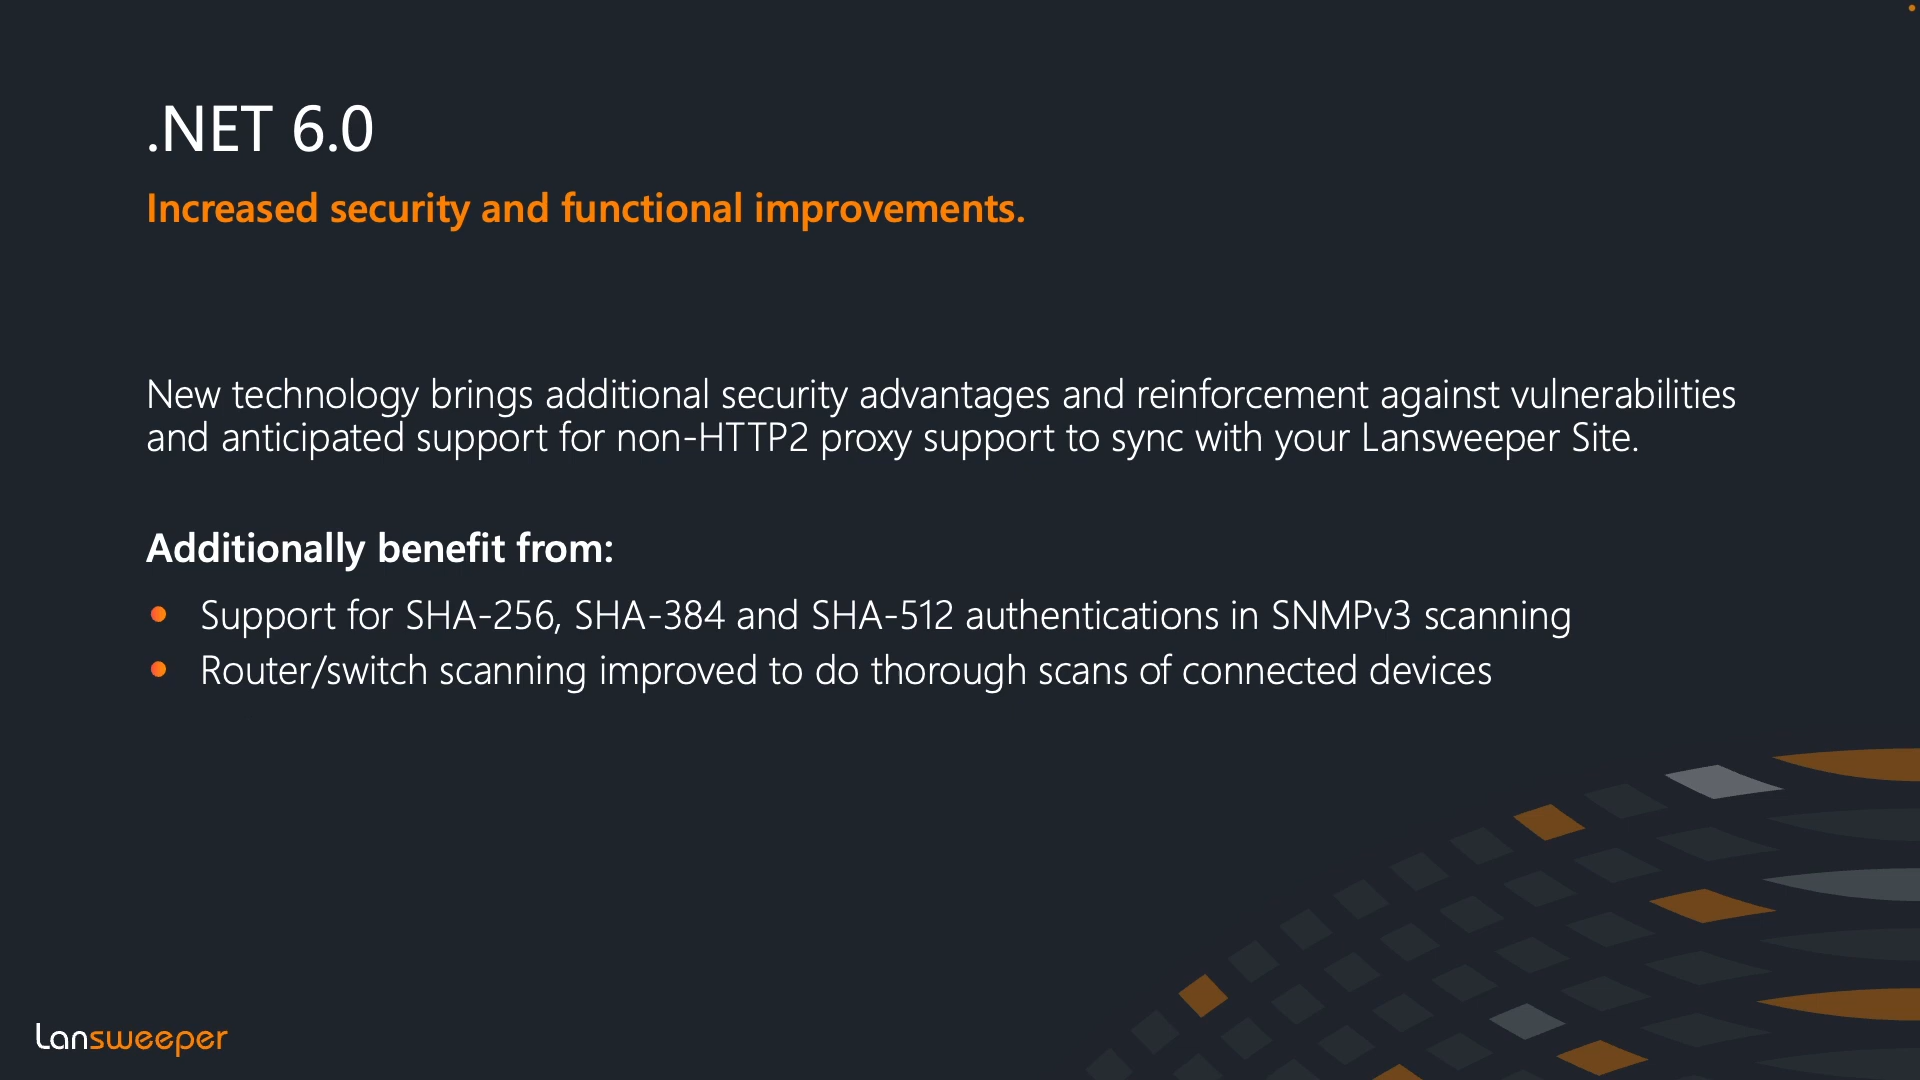 .NET 6.0
Increased security and functional improvements.
New technology brings additional security advantages and reinforcement against vulnerabilities
and anticipated support for non-HTTP2 proxy support to sync with your Lansweeper Site.
Additionally benefit from:
• Support for SHA-256, SHA-384 and SHA-512 authentications in SNMPv3 scanning
• Router/switch scanning improved to do thorough scans of connected devices
Lansweeper